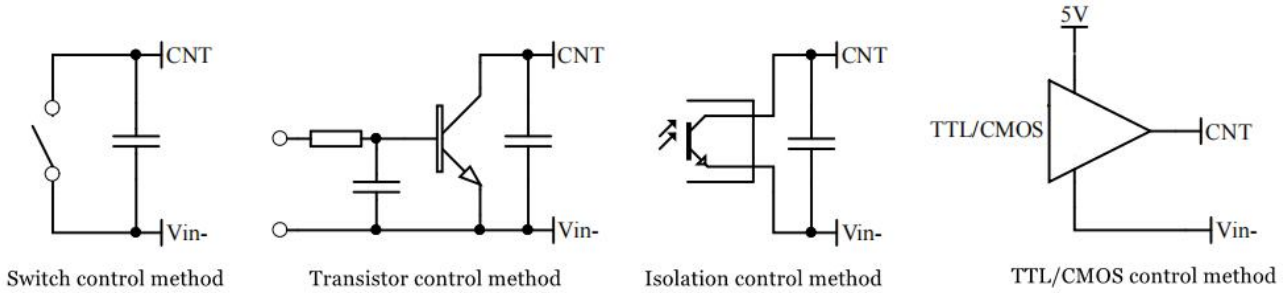 5V
CNT
CNT
CNT
TTL/CMOS
CNT
Vin-
Vin-
Vin-
Vin-
Switch control method
Transistor control method
Isolation control method
TTL/CMOS control method